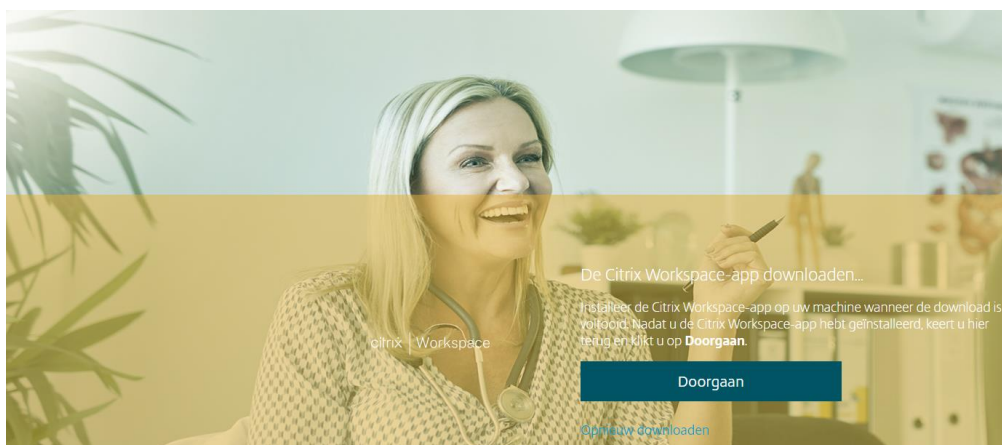 De Citrix Workspace-app downloaden...
Installeer de Citrix Workspace-app op uw machine wanneer de download is
voltooid. Nadat u de Citrix Workspace-app hebt geïnstalleerd, keert u hier
terug en klikt u op Doorgaan.
citrix | Workspace
Doorgaan
Opnieuw downloaden